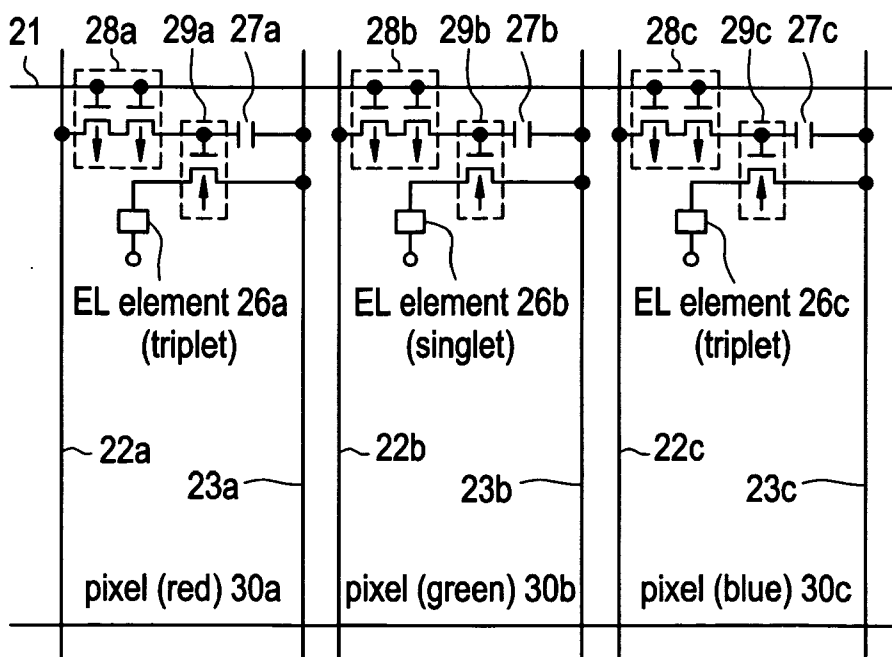 21
28a
29a
27a
28b
29b
27b
28c
29c
27c
EL element 26a
(triplet)
EL element 26b
(singlet)
EL element 26c
(triplet)
22a
22b
22c
23a
23b
23c
pixel (red) 30a
pixel (green) 30b
pixel (blue) 30c